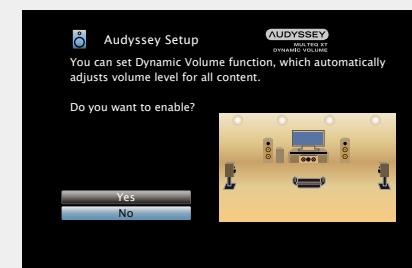 Audyssey Setup
AUDYSSEY
MULTEQ XT
DYNAMIC VOLUME
You can set Dynamic Volume function, which automatically
adjusts volume level for all content.
Do you want to enable?
Yes
No